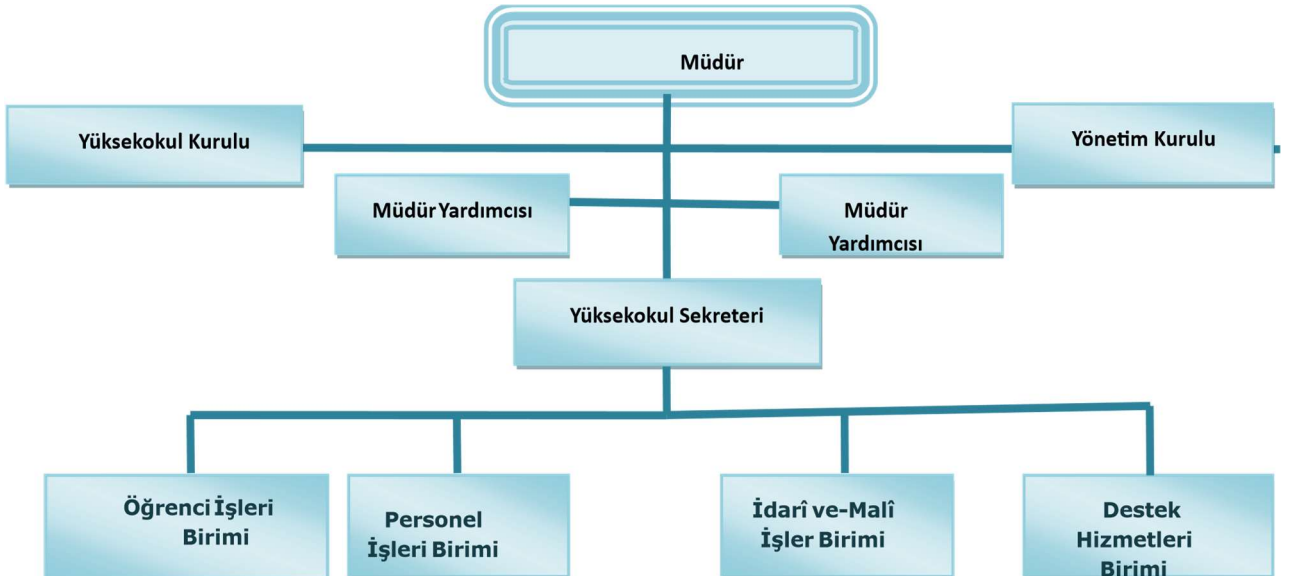 Müdür
Yüksekokul Kurulu
Yönetim Kurulu
Müdür Yardımcısı
Müdür
Yardımcısı
Yüksekokul Sekreteri
Öğrenci İşleri
Birimi
Personel
İşleri Birimi
İdarî ve-Malî
İşler Birimi
Destek
Hizmetleri
Birimi